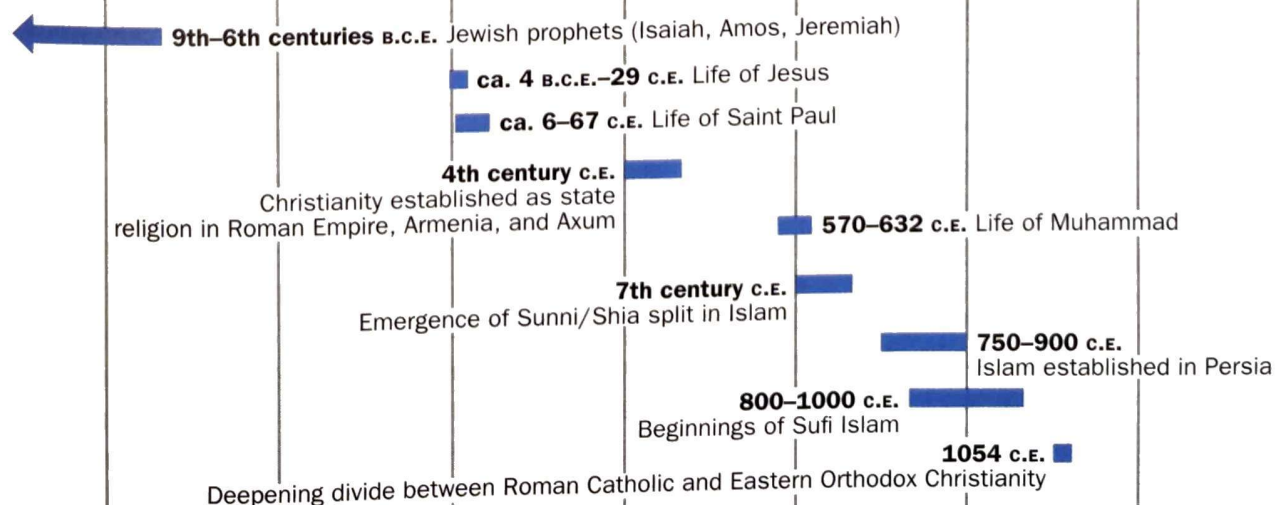 9th–6th centuries B.C.E. Jewish prophets (Isaiah, Amos, Jeremiah)
ca. 4 B.C.E.–29 C.E. Life of Jesus
ca. 6–67 C.E. Life of Saint Paul
4th century C.E.
Christianity established as state
religion in Roman Empire, Armenia, and Axum
570–632 C.E. Life of Muhammad
7th century C.E.
Emergence of Sunni/Shia split in Islam
750–900 C.E.
Islam established in Persia
800–1000 C.E.
Beginnings of Sufi Islam
1054 C.E.
Deepening divide between Roman Catholic and Eastern Orthodox Christianity